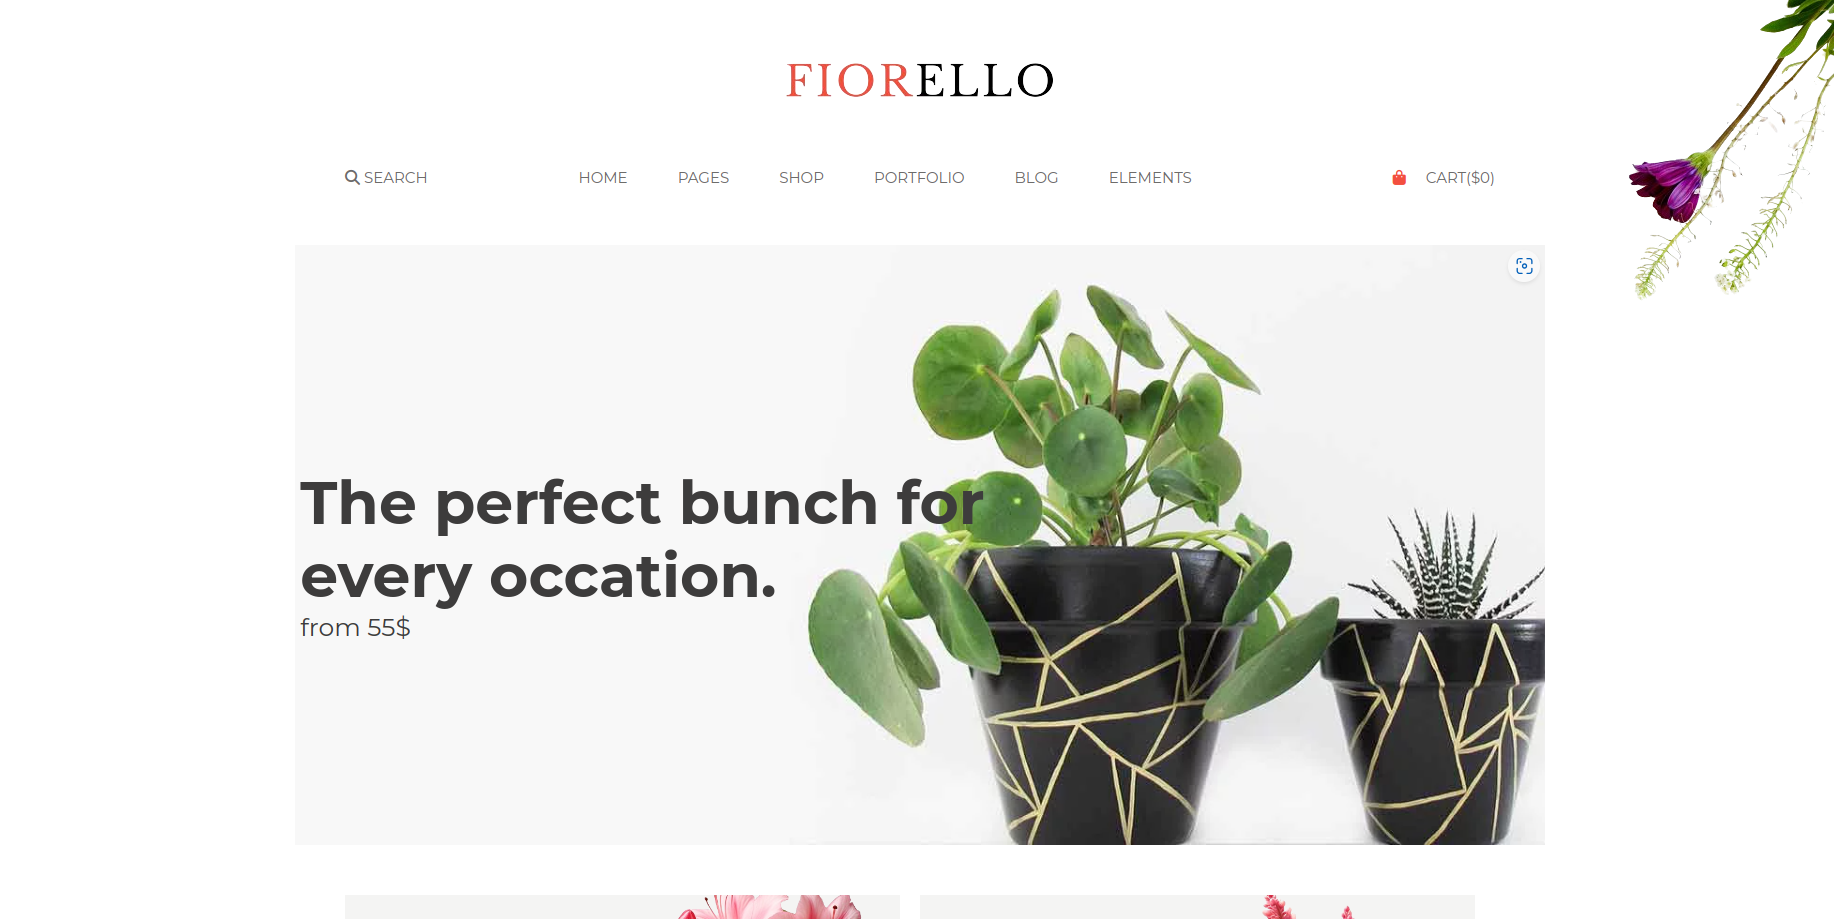 FIORELLO
SEARCH HOME PAGES SHOP PORTFOLIO BLOG ELEMENTS CART($0)
The perfect bunch for
every occation.
from 55$